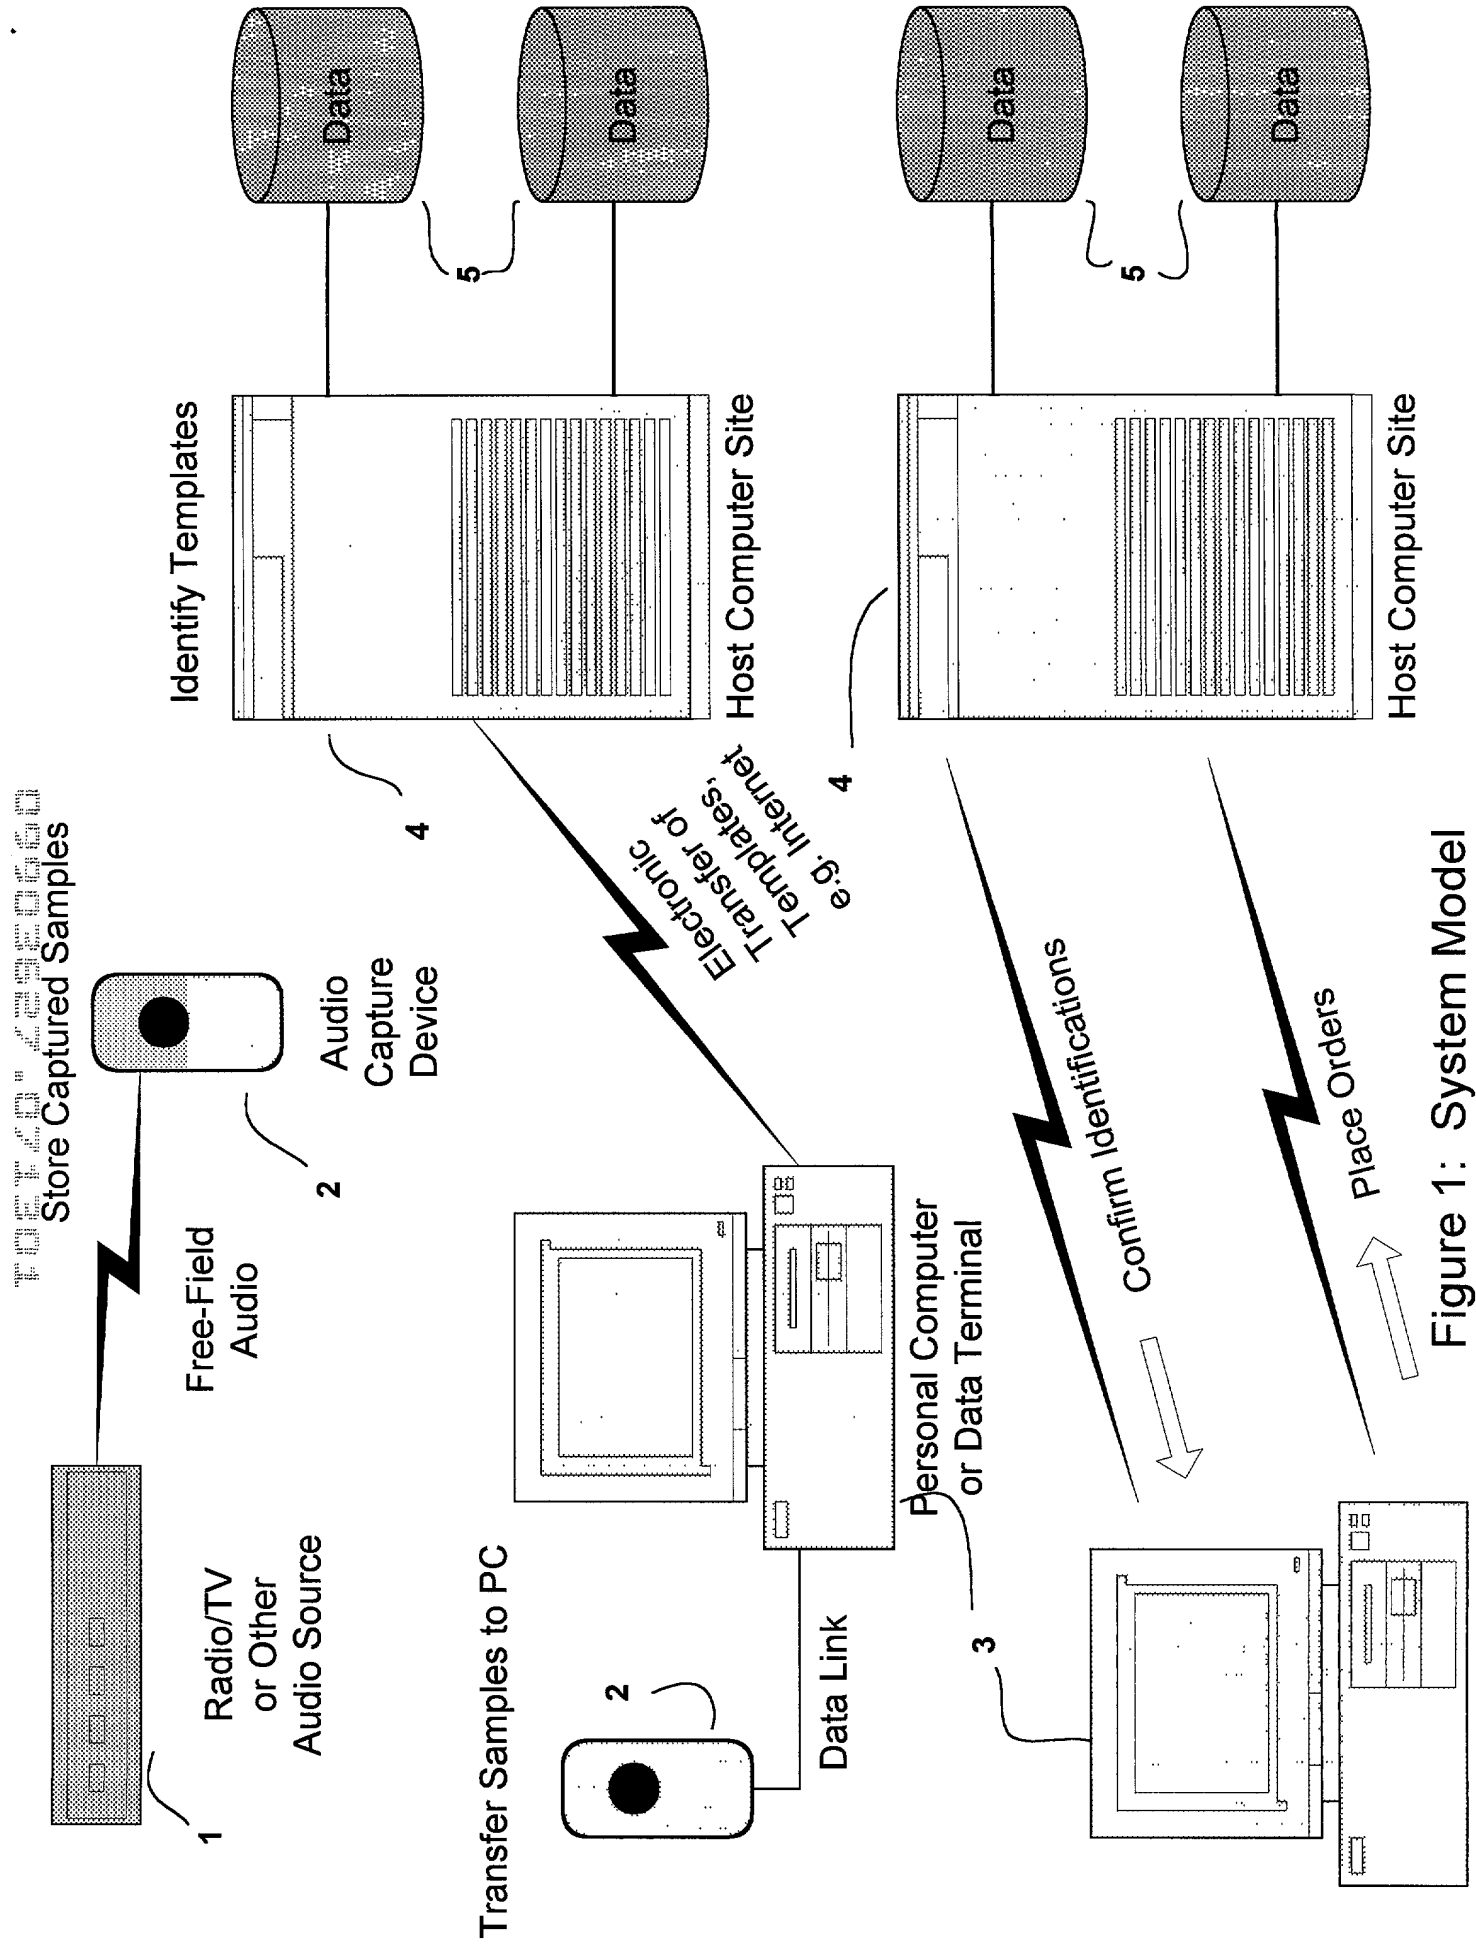 Store Captured Samples
Free-Field
Audio
Audio
Capture
Device
2
Radio/TV
or Other
Audio Source
1
Identify Templates
Data
Data
5
4
Host Computer Site
Transfer Samples to PC
2
Data Link
Personal Computer
or Data Terminal
3
Electronic
Transfer of
Templates,
e.g. Internet
4
Data
Data
5
Host Computer Site
Confirm Identifications
Place Orders
Figure 1: System Model